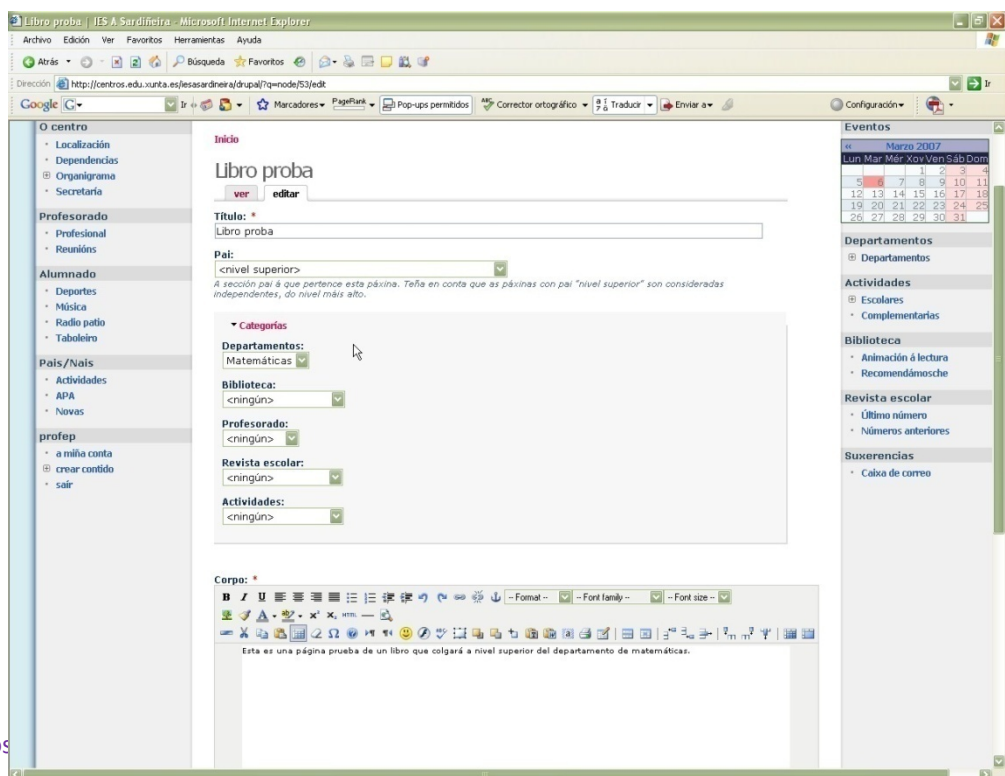 Libro proba | IES A Sardiñeira - Microsoft Internet Explorer
Archivo Edición Ver Favoritos Herramientas Ayuda
Atrás Búsqueda Favoritos
Dirección http://centros.edu.xunta.es/iesasardineira/drupal/?q=node/53/edit Ir
Google G Ir Marcadores PageRank Pop-ups permitidos Corrector ortográfico Traducir Enviar a Configuración
O centro
Localización
Dependencias
Organigrama
Secretaría
Profesorado
Profesional
Reunións
Alumnado
Deportes
Música
Radio patio
Taboleiro
Pais/Nais
Actividades
APA
Novas
profep
a miña conta
crear contido
saír
Inicio
Libro proba
ver editar
Título: *
Libro proba
Pai:
<nivel superior>
A sección pai á que pertence esta páxina. Teña en conta que as páxinas con pai "nivel superior" son consideradas
independentes, do nivel máis alto.
Categorías
Departamentos:
Matemáticas
Biblioteca:
<ningún>
Profesorado:
<ningún>
Revista escolar:
<ningún>
Actividades:
<ningún>
Corpo: *
B I U -- Format -- -- Font family -- -- Font size --
HTML
Esta es una página prueba de un libro que colgará a nivel superior del departamento de matemáticas.
Eventos
« Marzo 2007
Lun Mar Mér Xov Ven Sáb Dom
1 2 3 4
5 6 7 8 9 10 11
12 13 14 15 16 17 18
19 20 21 22 23 24 25
26 27 28 29 30 31
Departamentos
Departamentos
Actividades
Escolares
Complementarias
Biblioteca
Animación á lectura
Recomendámosche
Revista escolar
Último número
Números anteriores
Suxerencias
Caixa de correo